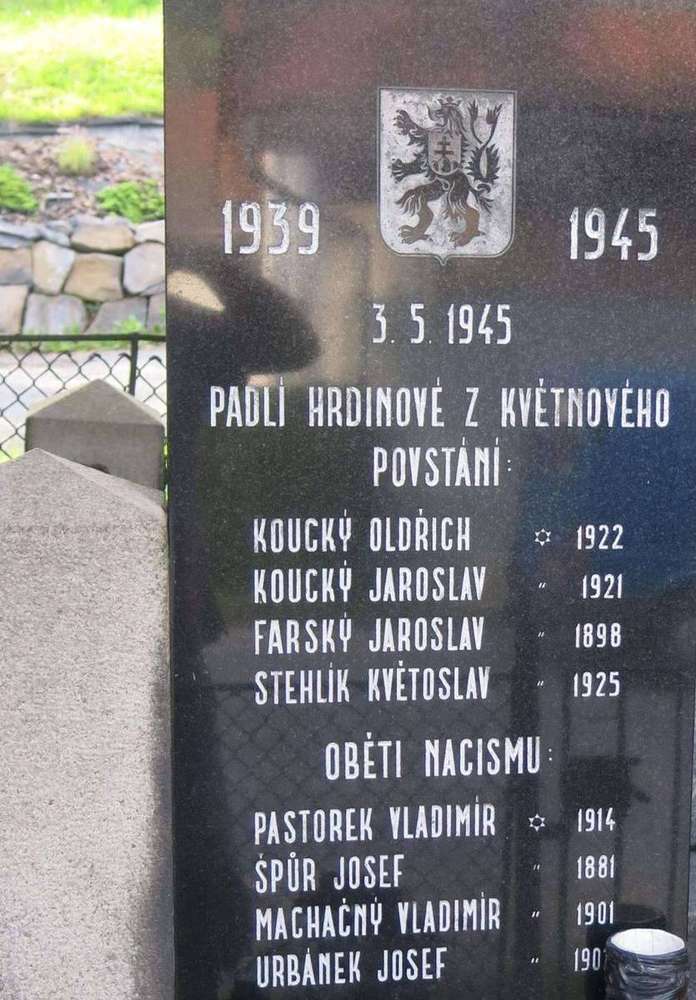 1939 1945
3. 5. 1945
PADLÍ HRDINOVÉ Z KVĚTNOVÉHO
POVSTÁNÍ:
KOUCKÝ OLDŘICH ✡ 1922
KOUCKÝ JAROSLAV " 1921
FARSKÝ JAROSLAV " 1898
STEHLÍK KVĚTOSLAV " 1925
OBĚTI NACISMU:
PASTOREK VLADIMÍR ✡ 1914
ŠPŮR JOSEF " 1881
MACHAČNÝ VLADIMÍR " 1901
URBÁNEK JOSEF "